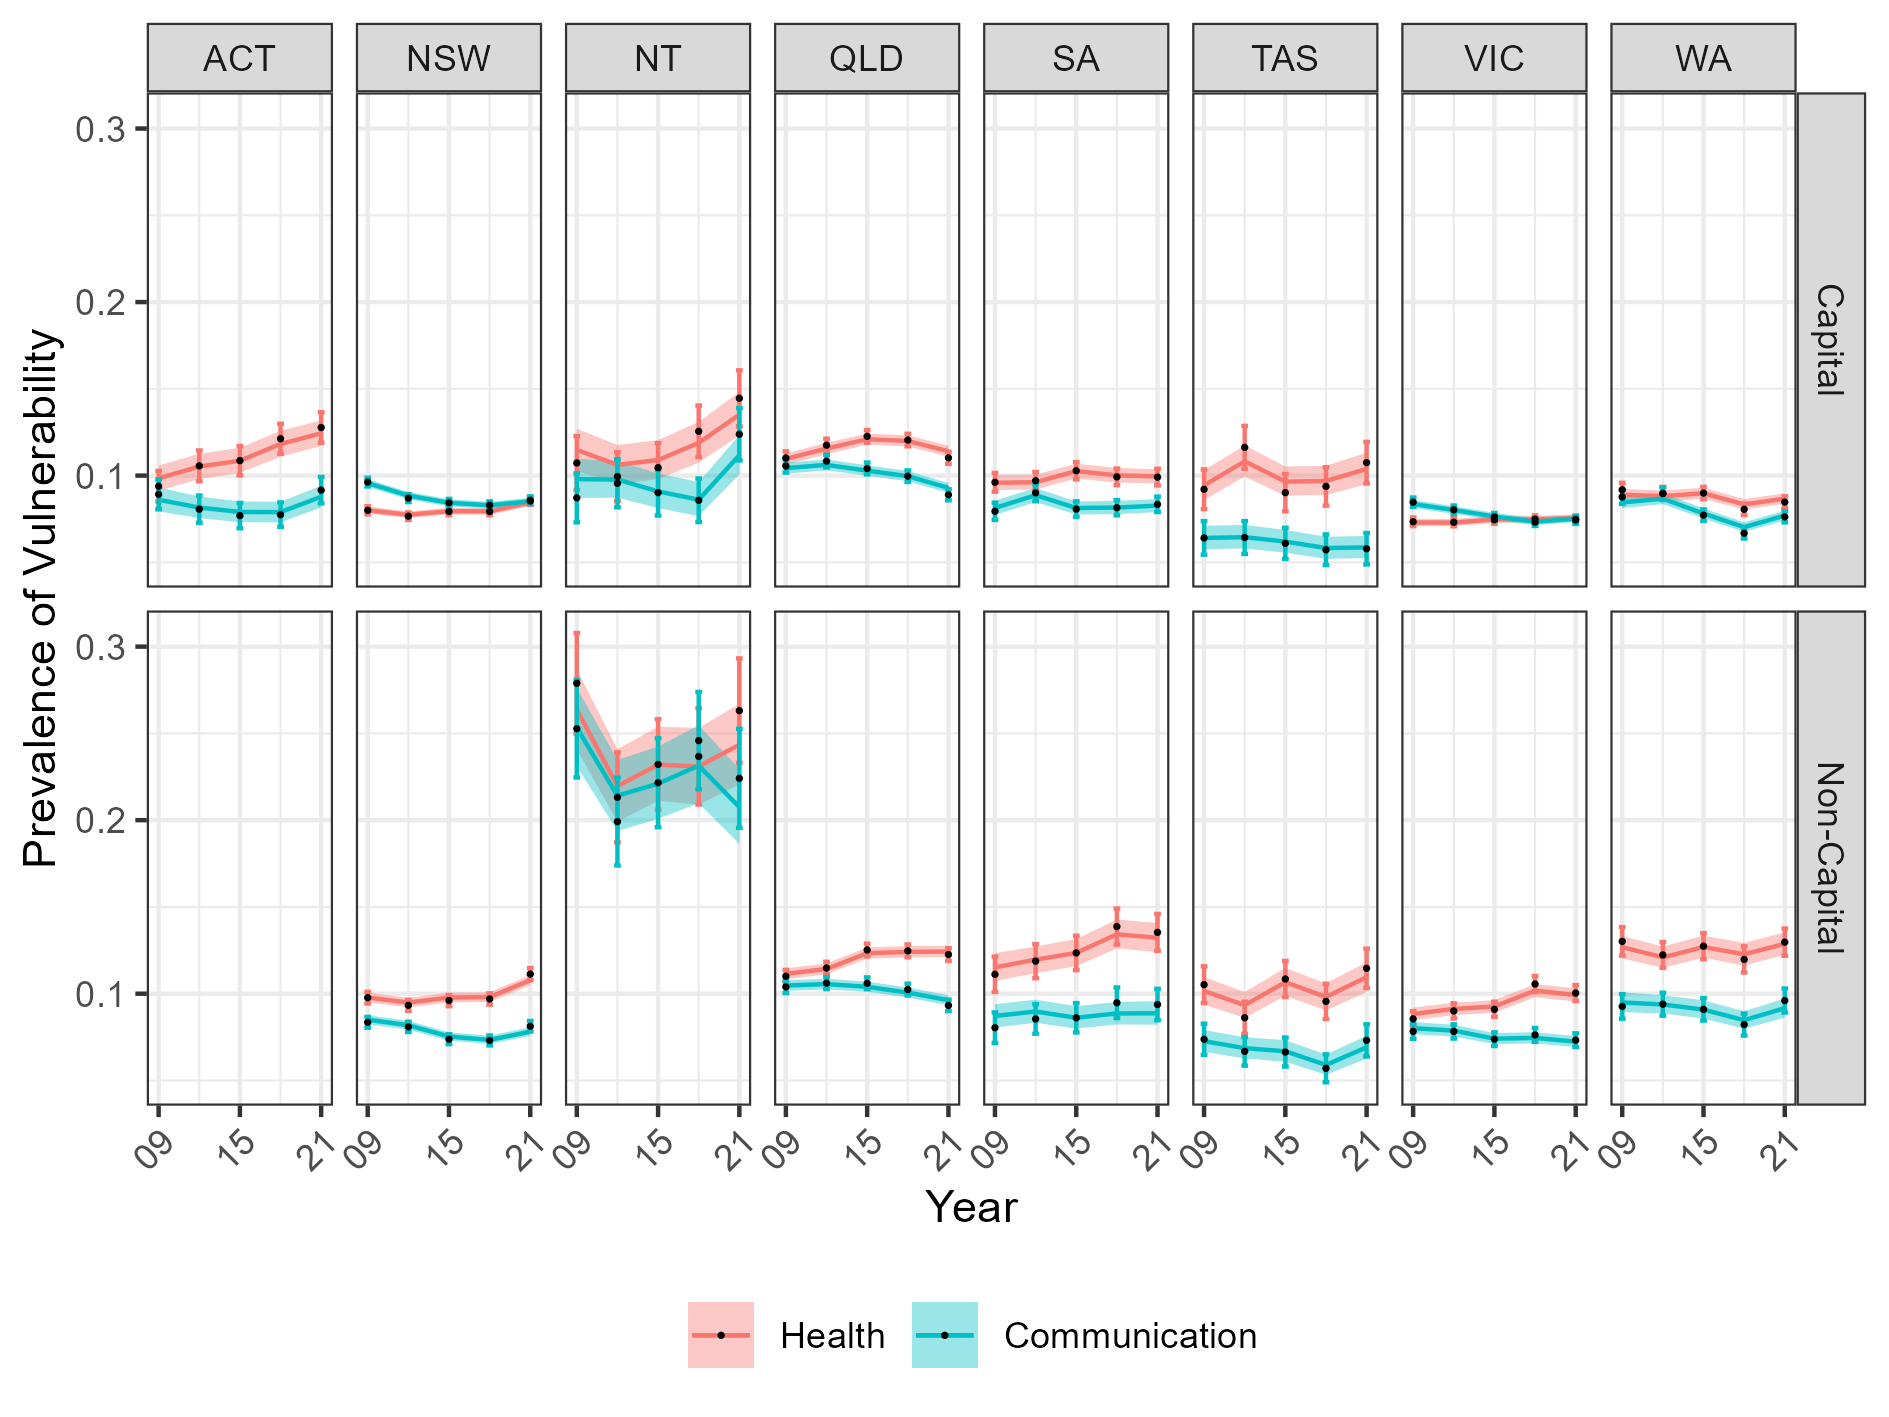 ACT NSW NT QLD SA TAS VIC WA
0.3
0.2
0.1
Capital
Prevalence of Vulnerability
0.3
0.2
0.1
Non-Capital
09 15 21 09 15 21 09 15 21 09 15 21 09 15 21 09 15 21 09 15 21 09 15 21
Year
Health Communication